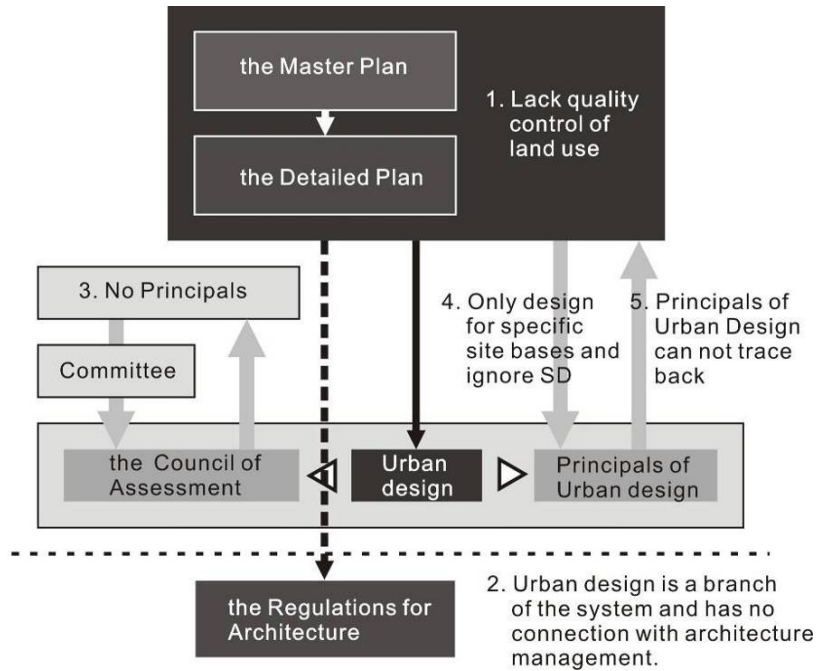 the Master Plan
the Detailed Plan
1. Lack quality
control of
land use
3. No Principals
Committee
4. Only design
for specific
site bases and
ignore SD
5. Principals of
Urban Design
can not trace
back
the Council of
Assessment
Urban
design
Principals of
Urban design
the Regulations for
Architecture
2. Urban design is a branch
of the system and has no
connection with architecture
management.